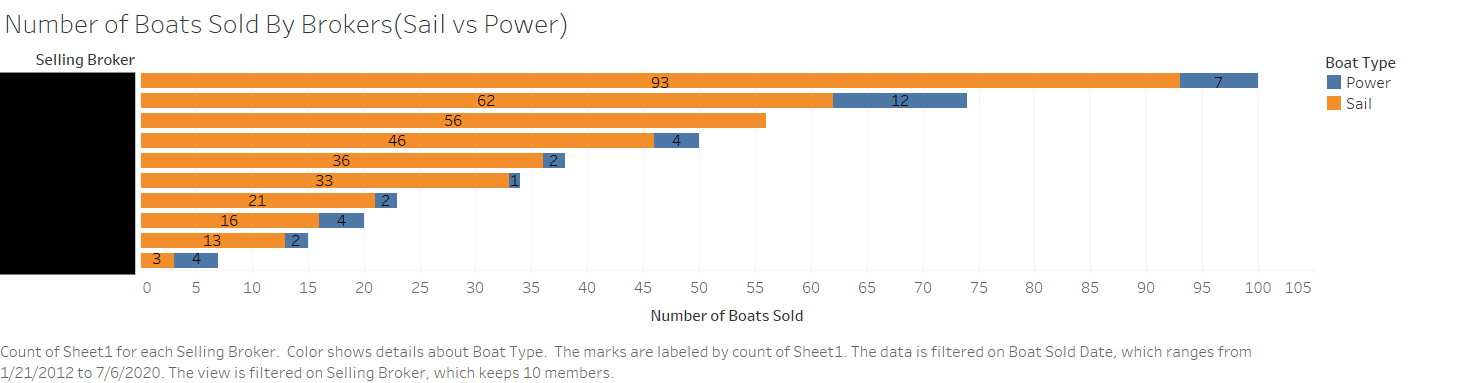 Number of Boats Sold By Brokers(Sail vs Power)
Selling Broker
Boat Type
Power
Sail
93 7
62 12
56
46 4
36 2
33 1
21 2
16 4
13 2
3 4
0 5 10 15 20 25 30 35 40 45 50 55 60 65 70 75 80 85 90 95 100 105
Number of Boats Sold
Count of Sheet1 for each Selling Broker. Color shows details about Boat Type. The marks are labeled by count of Sheet1. The data is filtered on Boat Sold Date, which ranges from
1/21/2012 to 7/6/2020. The view is filtered on Selling Broker, which keeps 10 members.